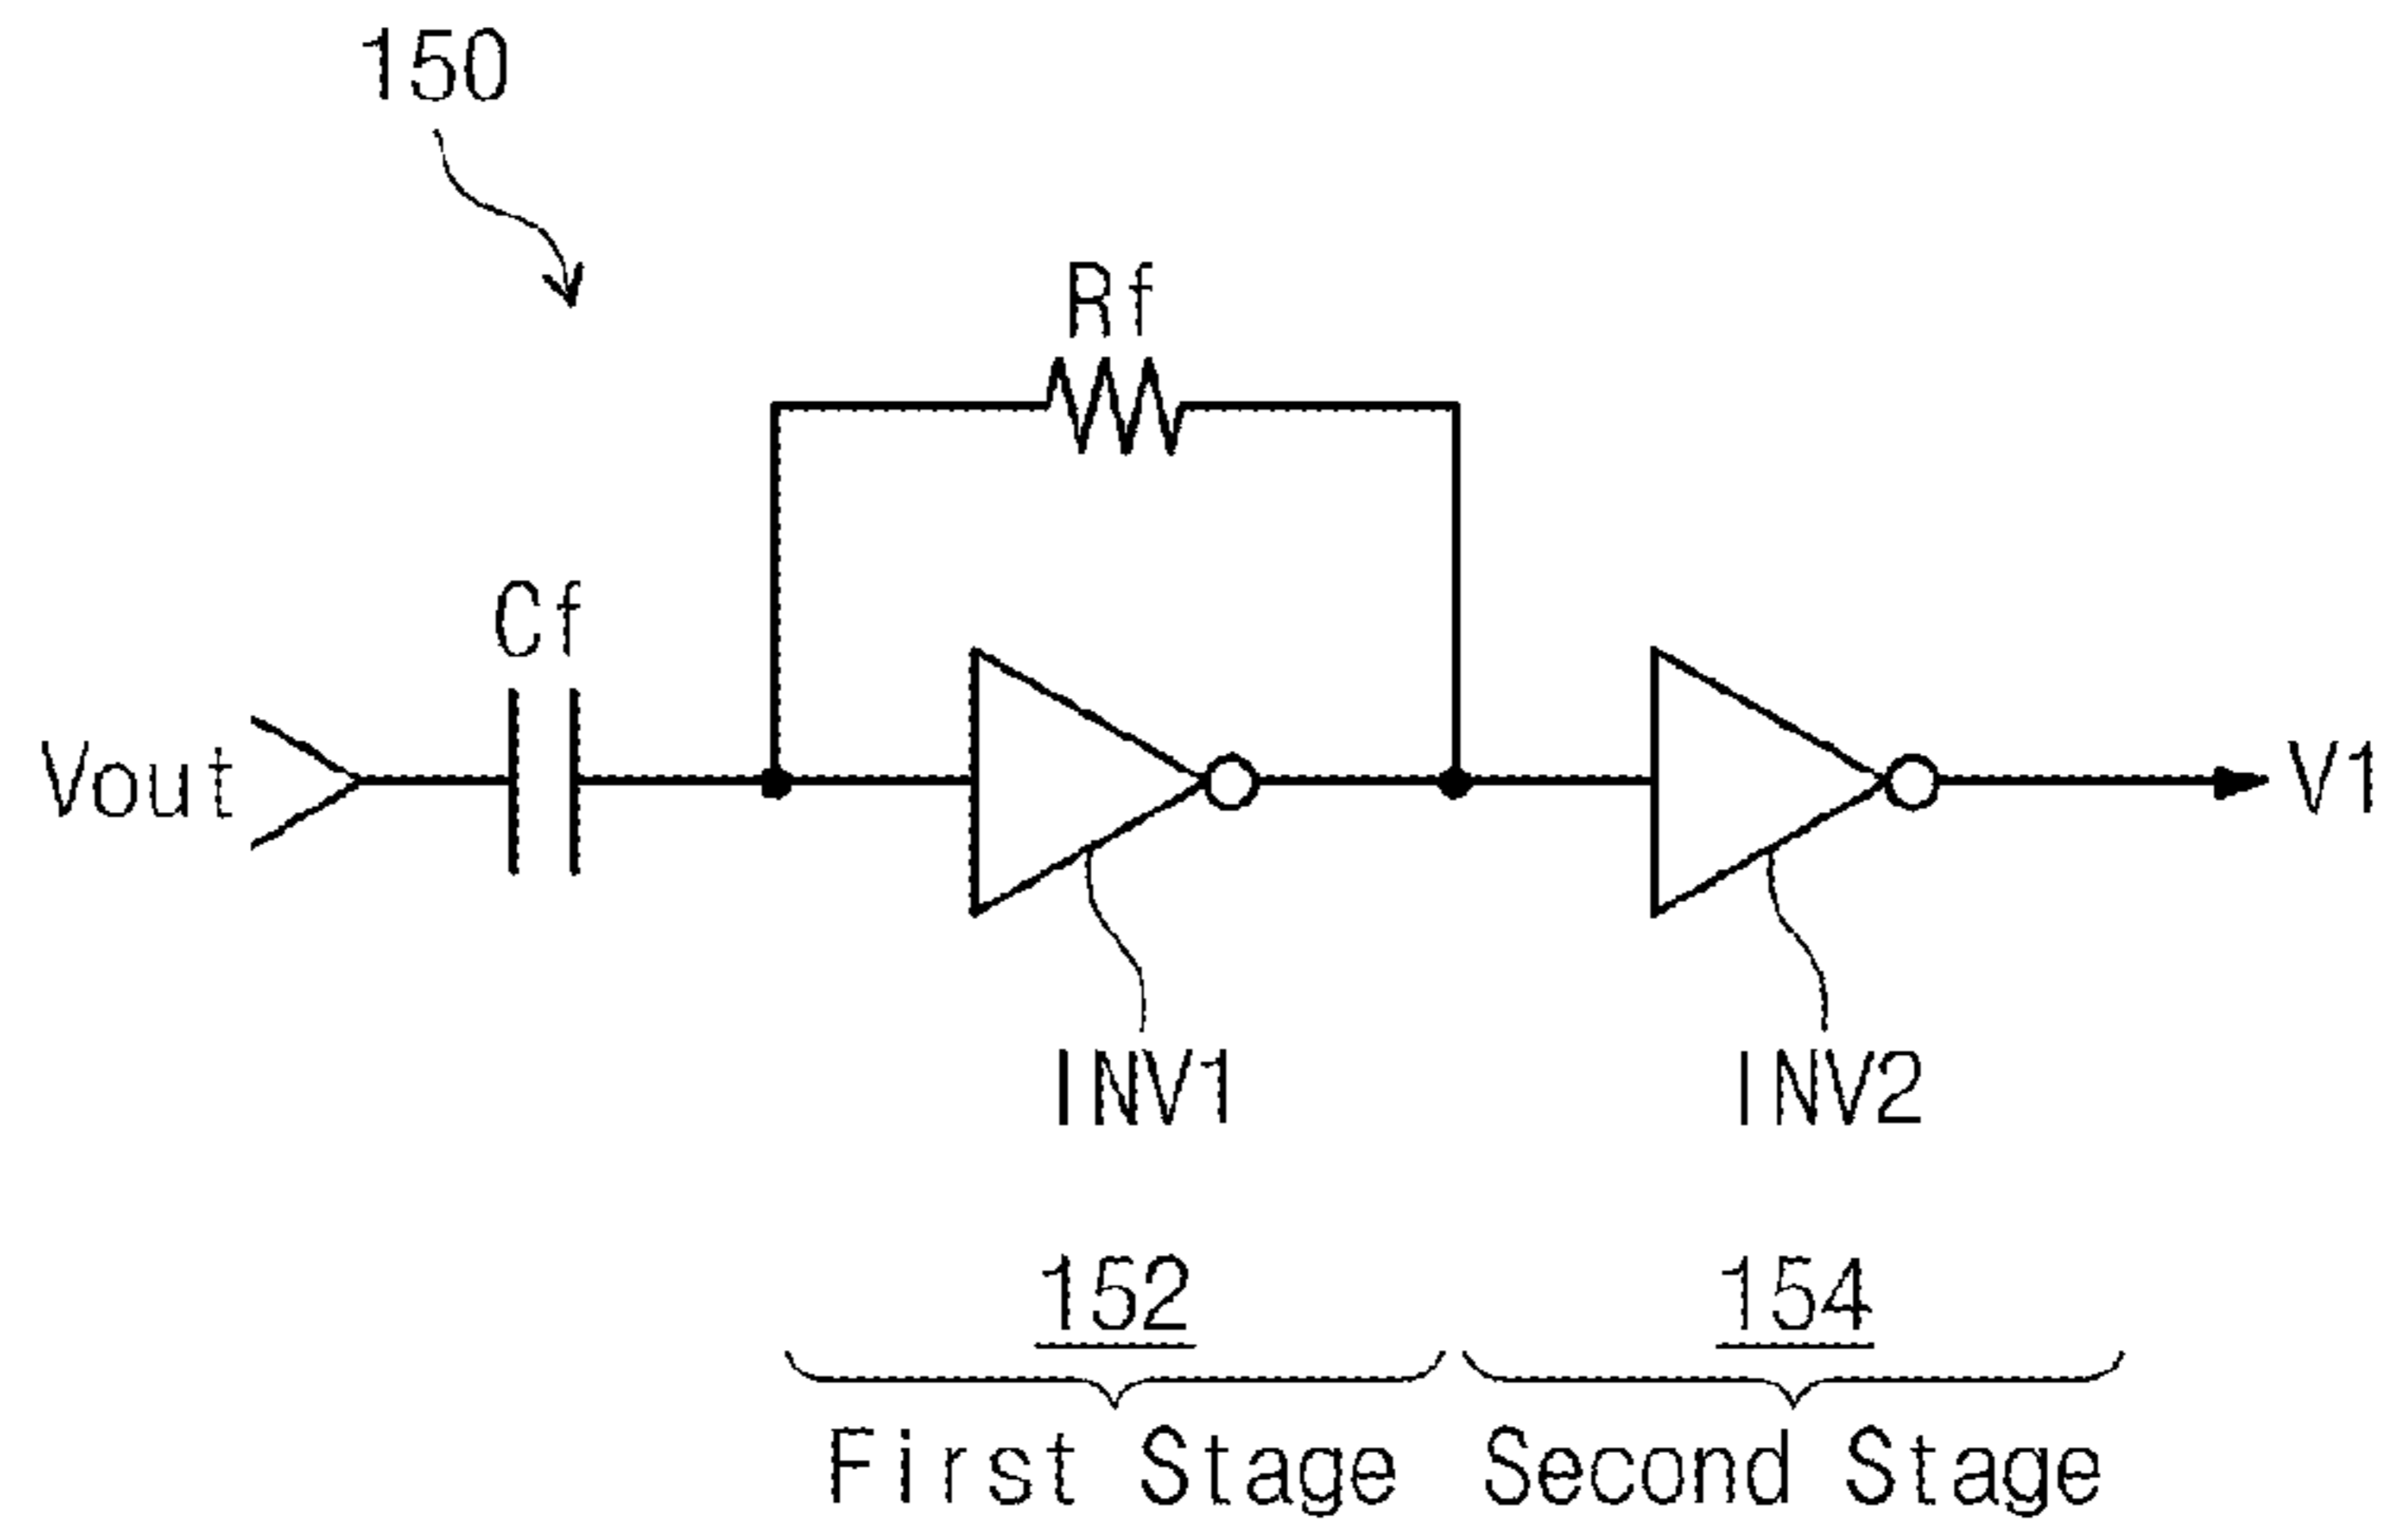 150
Rf
Cf
Vout
V1
INV1 INV2
152 154
First Stage Second Stage